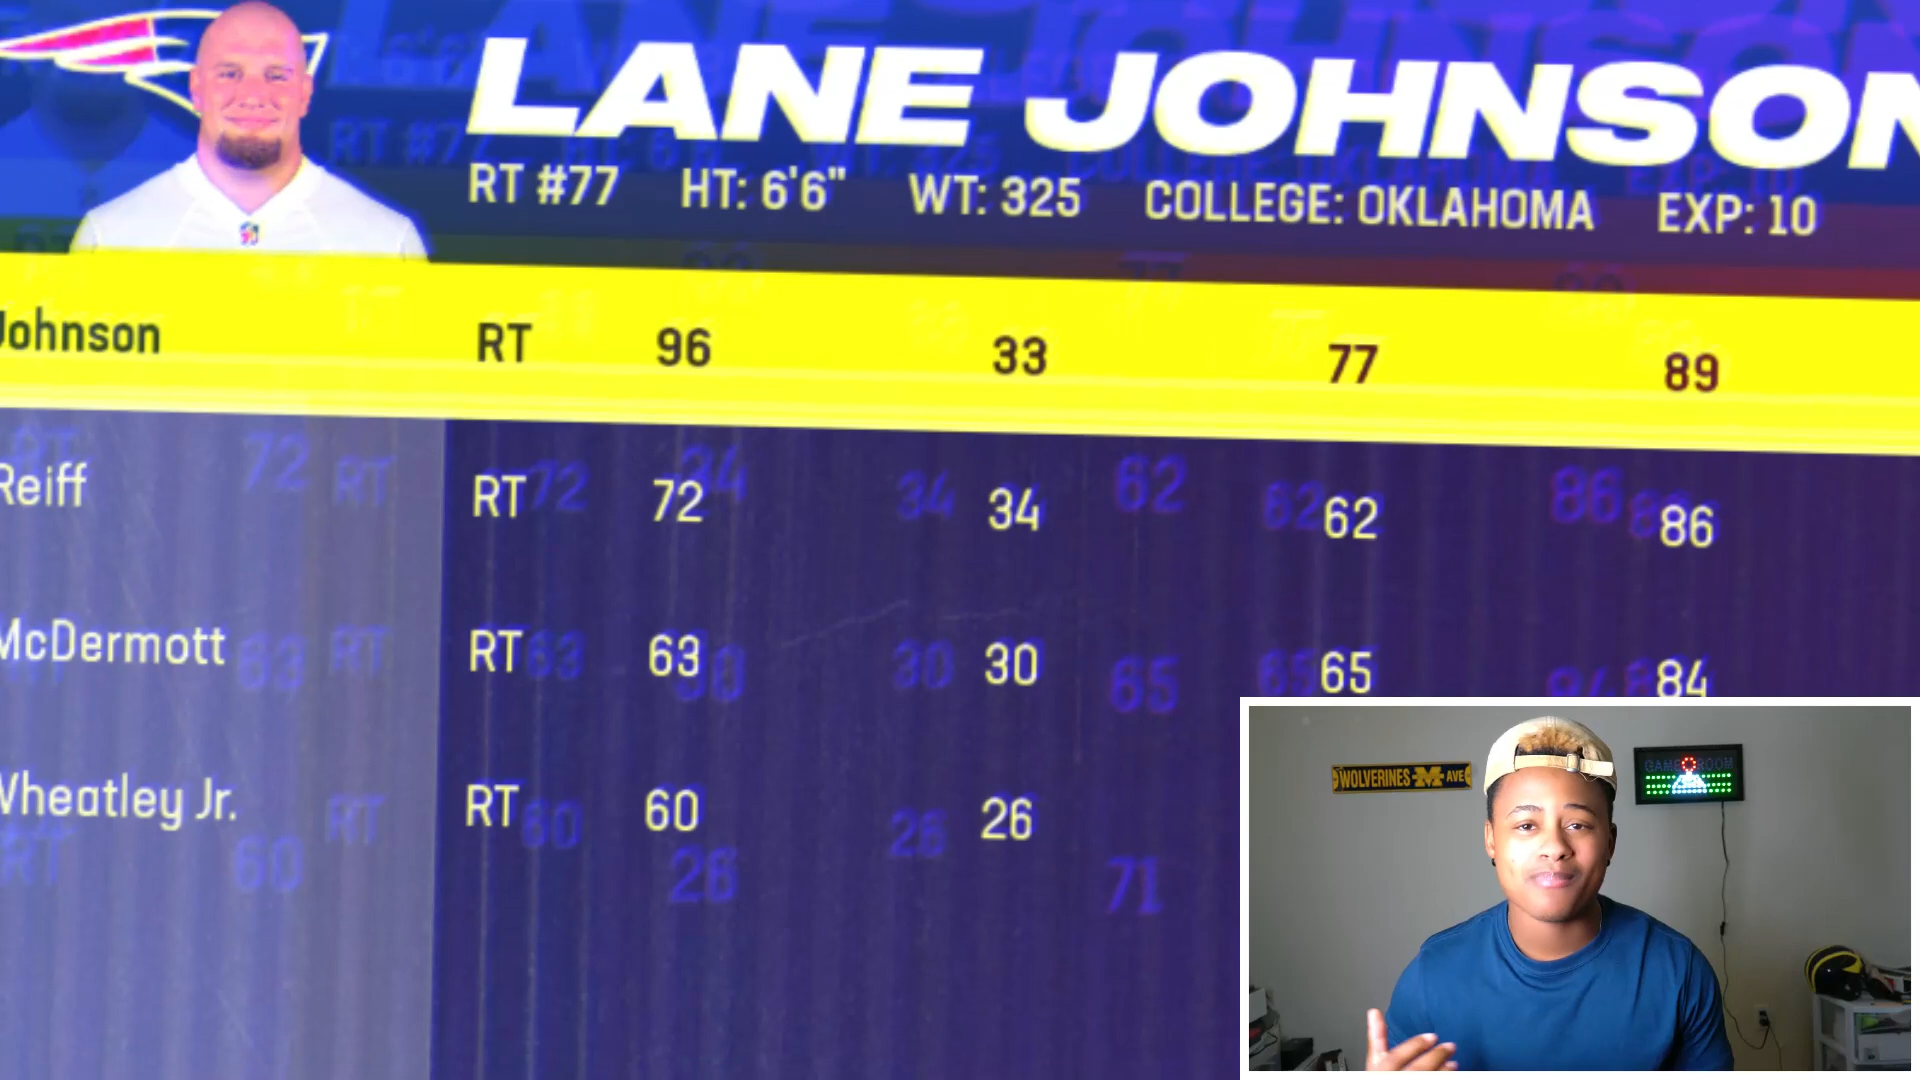 LANE JOHNSON
RT #77 HT: 6'6" WT: 325 COLLEGE: OKLAHOMA EXP: 10
Johnson RT 96 33 77 89
Reiff RT 72 34 62 86
McDermott RT 63 30 65 84
Wheatley Jr. RT 60 26
WOLVERINES M AVE
GAME ROOM